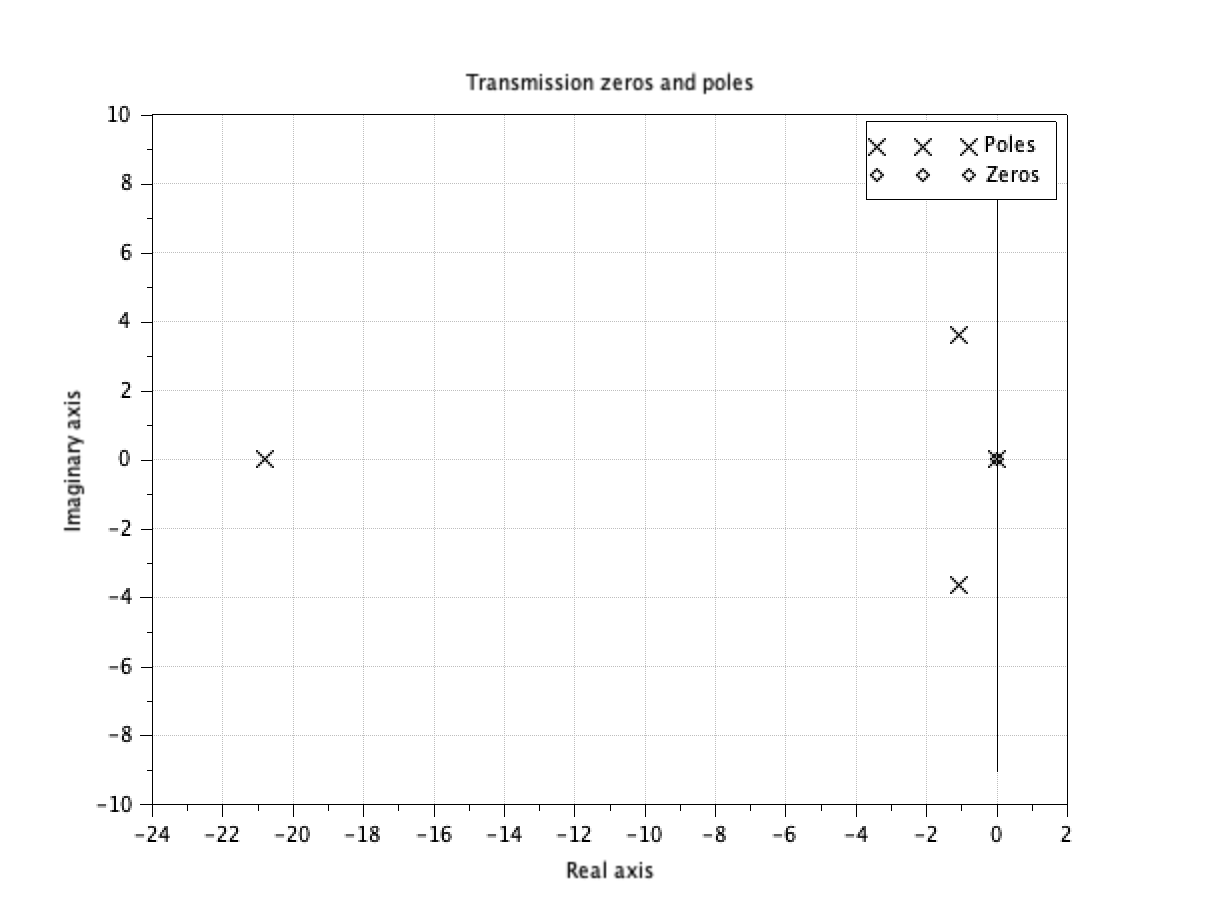 Transmission zeros and poles
Poles
Zeros
10
8
6
4
2
0
−2
−4
−6
−8
−10
Imaginary axis
−24 −22 −20 −18 −16 −14 −12 −10 −8 −6 −4 −2 0 2
Real axis